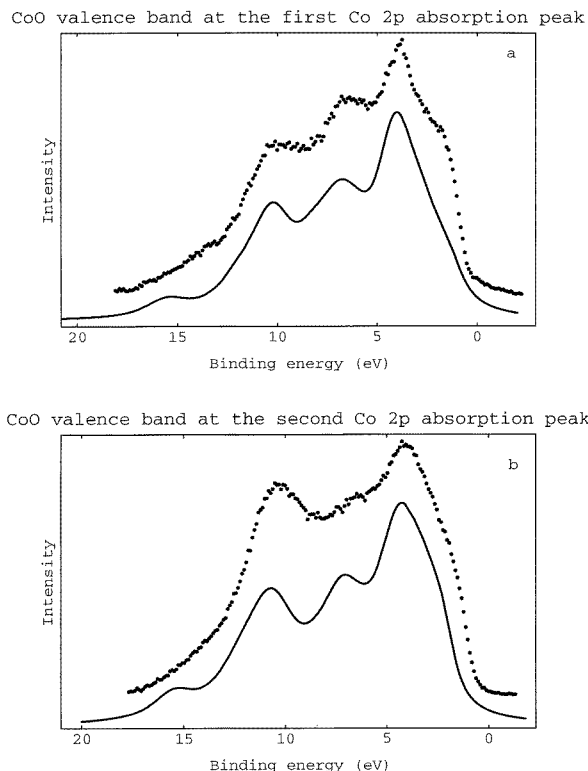 CoO valence band at the first Co 2p absorption peak
a
Intensity
20 15 10 5 0
Binding energy (eV)
CoO valence band at the second Co 2p absorption peak
b
Intensity
20 15 10 5 0
Binding energy (eV)